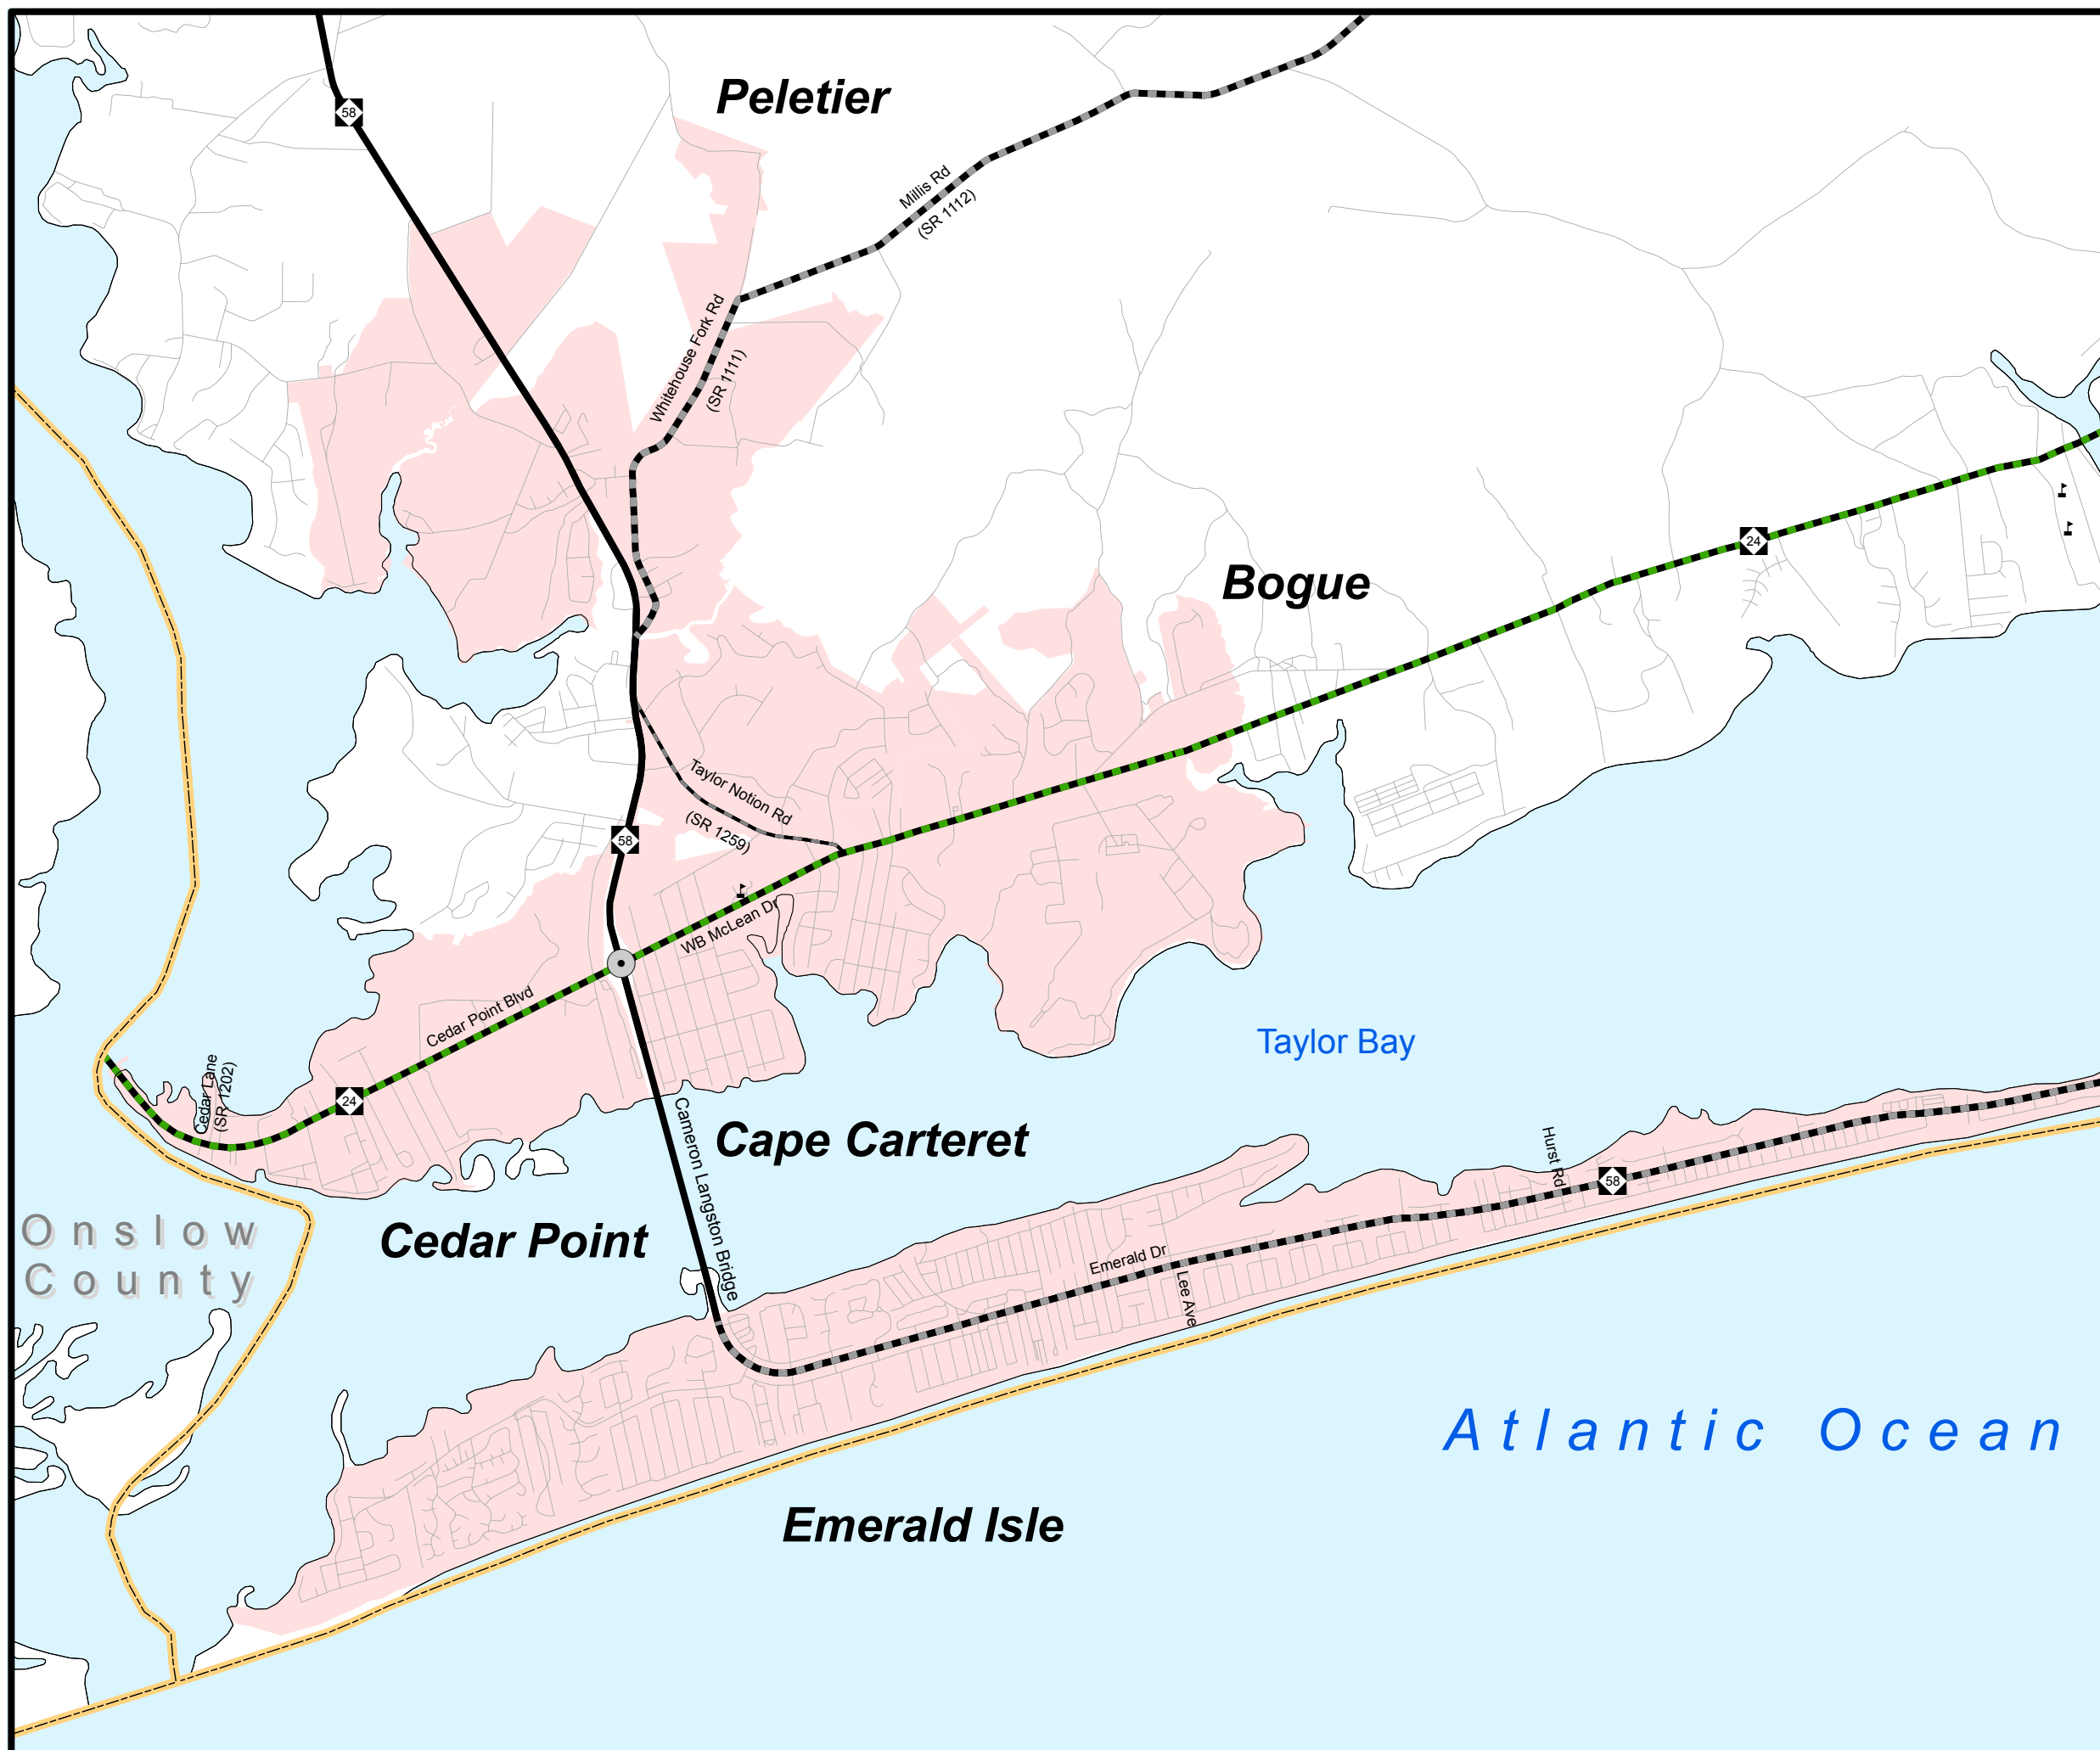 Peletier
58
Millis Rd
(SR 1112)
Whitehouse Fork Rd
(SR 1111)
24
Bogue
Taylor Notion Rd
(SR 1259)
58
WB McLean Dr
Cedar Point Blvd
Taylor Bay
Cedar Lane
(SR 1202)
24
Cameron Langston Bridge
Cape Carteret
Hurst Rd
58
Onslow
County
Cedar Point
Emerald Dr
Lee Ave
Atlantic Ocean
Emerald Isle